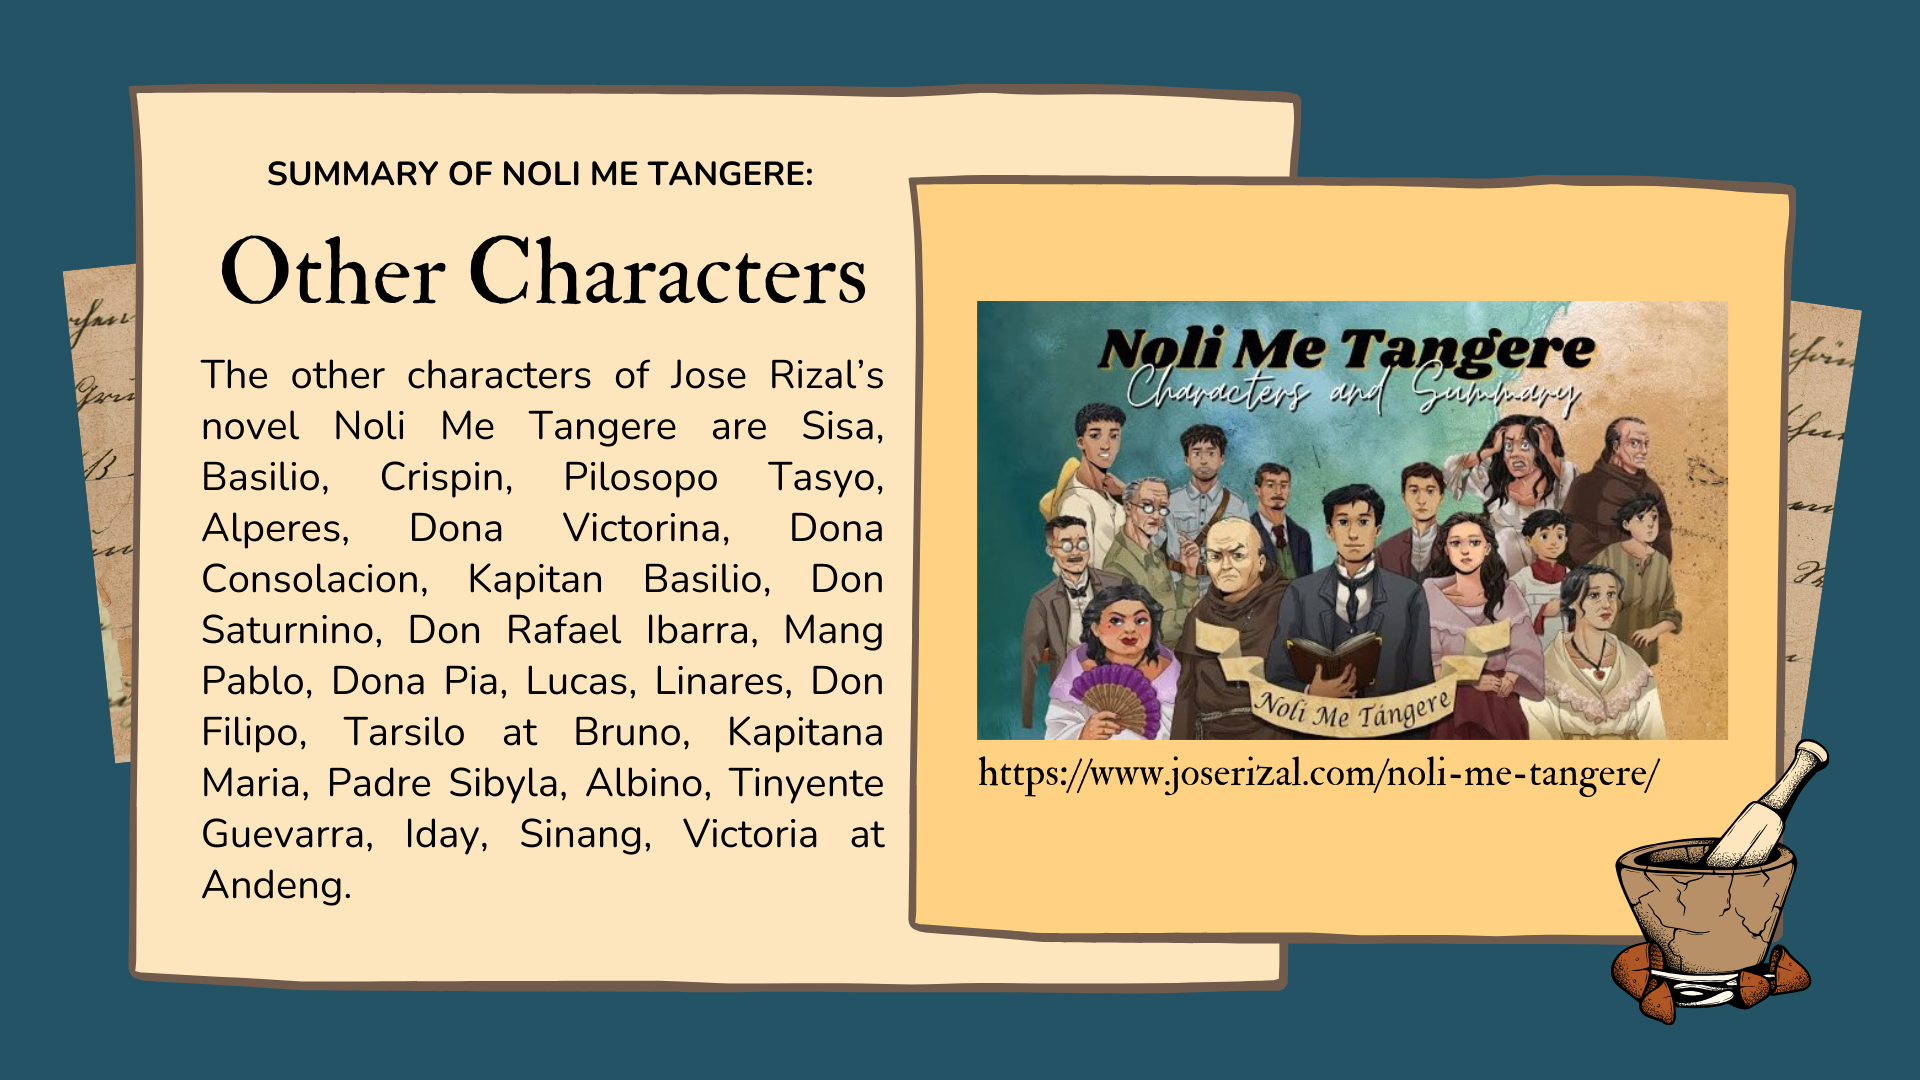 SUMMARY OF NOLI ME TANGERE:
Other Characters
The other characters of Jose Rizal’s
novel Noli Me Tangere are Sisa,
Basilio, Crispin, Pilosopo Tasyo,
Alperes, Dona Victorina, Dona
Consolacion, Kapitan Basilio, Don
Saturnino, Don Rafael Ibarra, Mang
Pablo, Dona Pia, Lucas, Linares, Don
Filipo, Tarsilo at Bruno, Kapitana
Maria, Padre Sibyla, Albino, Tinyente
Guevarra, Iday, Sinang, Victoria at
Andeng.
Noli Me Tangere
Characters and Summary
Noli Me Tángere
https://www.joserizal.com/noli-me-tangere/